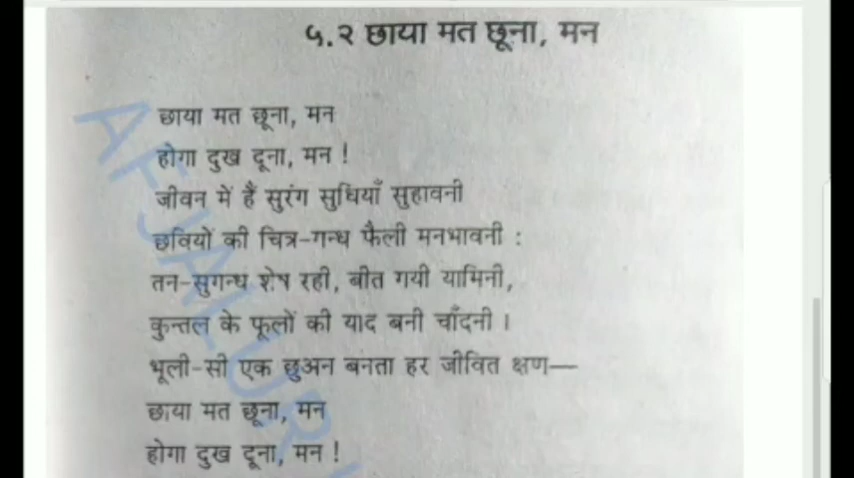 ५.२ छाया मत छूना, मन
छाया मत छूना, मन
होगा दुख दूना, मन !
जीवन में हैं सुरंग सुधियाँ सुहावनी
छवियों की चित्र-गन्ध फैली मनभावनी :
तन-सुगन्ध शेष रही, बीत गयी यामिनी,
कुन्तल के फूलों की याद बनी चाँदनी ।
भूली-सी एक छुअन बनता हर जीवित क्षण—
छाया मत छूना, मन
होगा दुख दूना, मन !